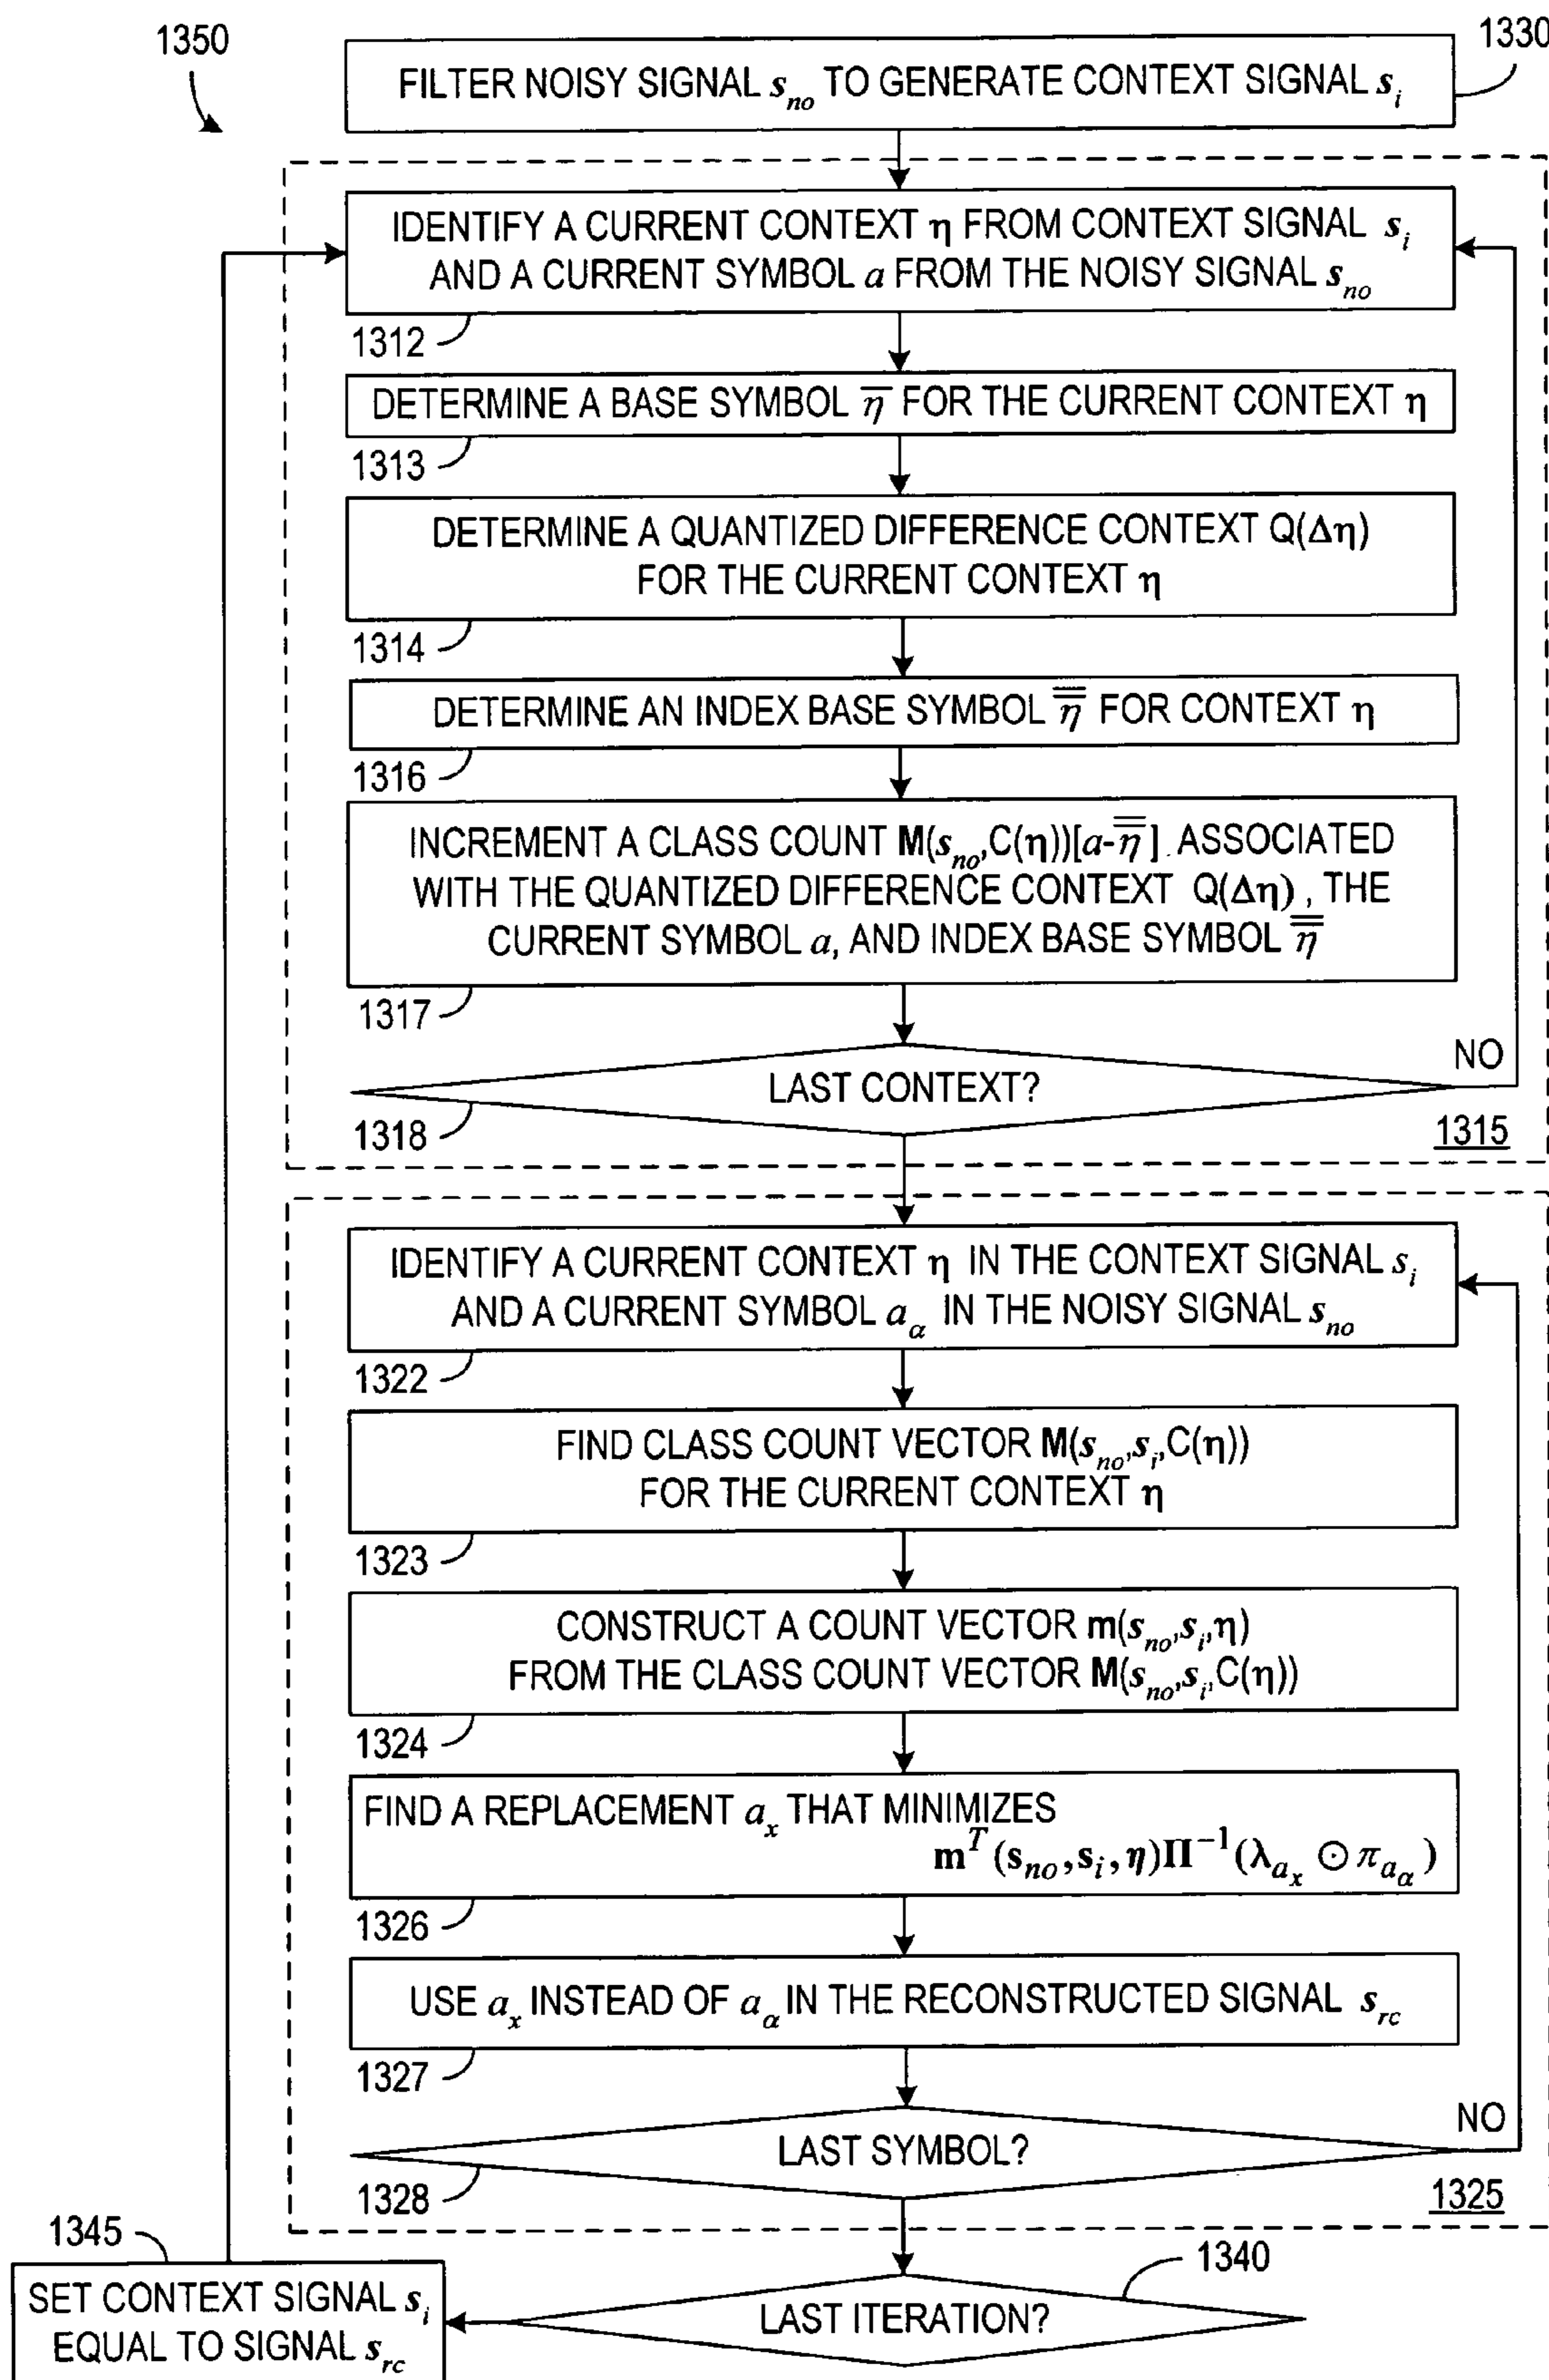 1350
1330
FILTER NOISY SIGNAL s_no TO GENERATE CONTEXT SIGNAL s_i
IDENTIFY A CURRENT CONTEXT η FROM CONTEXT SIGNAL s_i
AND A CURRENT SYMBOL a FROM THE NOISY SIGNAL s_no
1312
DETERMINE A BASE SYMBOL η̅ FOR THE CURRENT CONTEXT η
1313
DETERMINE A QUANTIZED DIFFERENCE CONTEXT Q(Δη)
FOR THE CURRENT CONTEXT η
1314
DETERMINE AN INDEX BASE SYMBOL η̿̅ FOR CONTEXT η
1316
INCREMENT A CLASS COUNT M(s_no,C(η))[a-η̿̅] ASSOCIATED
WITH THE QUANTIZED DIFFERENCE CONTEXT Q(Δη), THE
CURRENT SYMBOL a, AND INDEX BASE SYMBOL η̿̅
1317
NO
LAST CONTEXT?
1318
1315
IDENTIFY A CURRENT CONTEXT η IN THE CONTEXT SIGNAL s_i
AND A CURRENT SYMBOL a_α IN THE NOISY SIGNAL s_no
1322
FIND CLASS COUNT VECTOR M(s_no,s_i,C(η))
FOR THE CURRENT CONTEXT η
1323
CONSTRUCT A COUNT VECTOR m(s_no,s_i,η)
FROM THE CLASS COUNT VECTOR M(s_no,s_i,C(η))
1324
FIND A REPLACEMENT a_x THAT MINIMIZES
m^T(s_no,s_i,η)Π^-1(λ_a_x ⊙ π_a_α)
1326
USE a_x INSTEAD OF a_α IN THE RECONSTRUCTED SIGNAL s_rc
1327
NO
LAST SYMBOL?
1328
1325
1345
1340
SET CONTEXT SIGNAL s_i
EQUAL TO SIGNAL s_rc
LAST ITERATION?